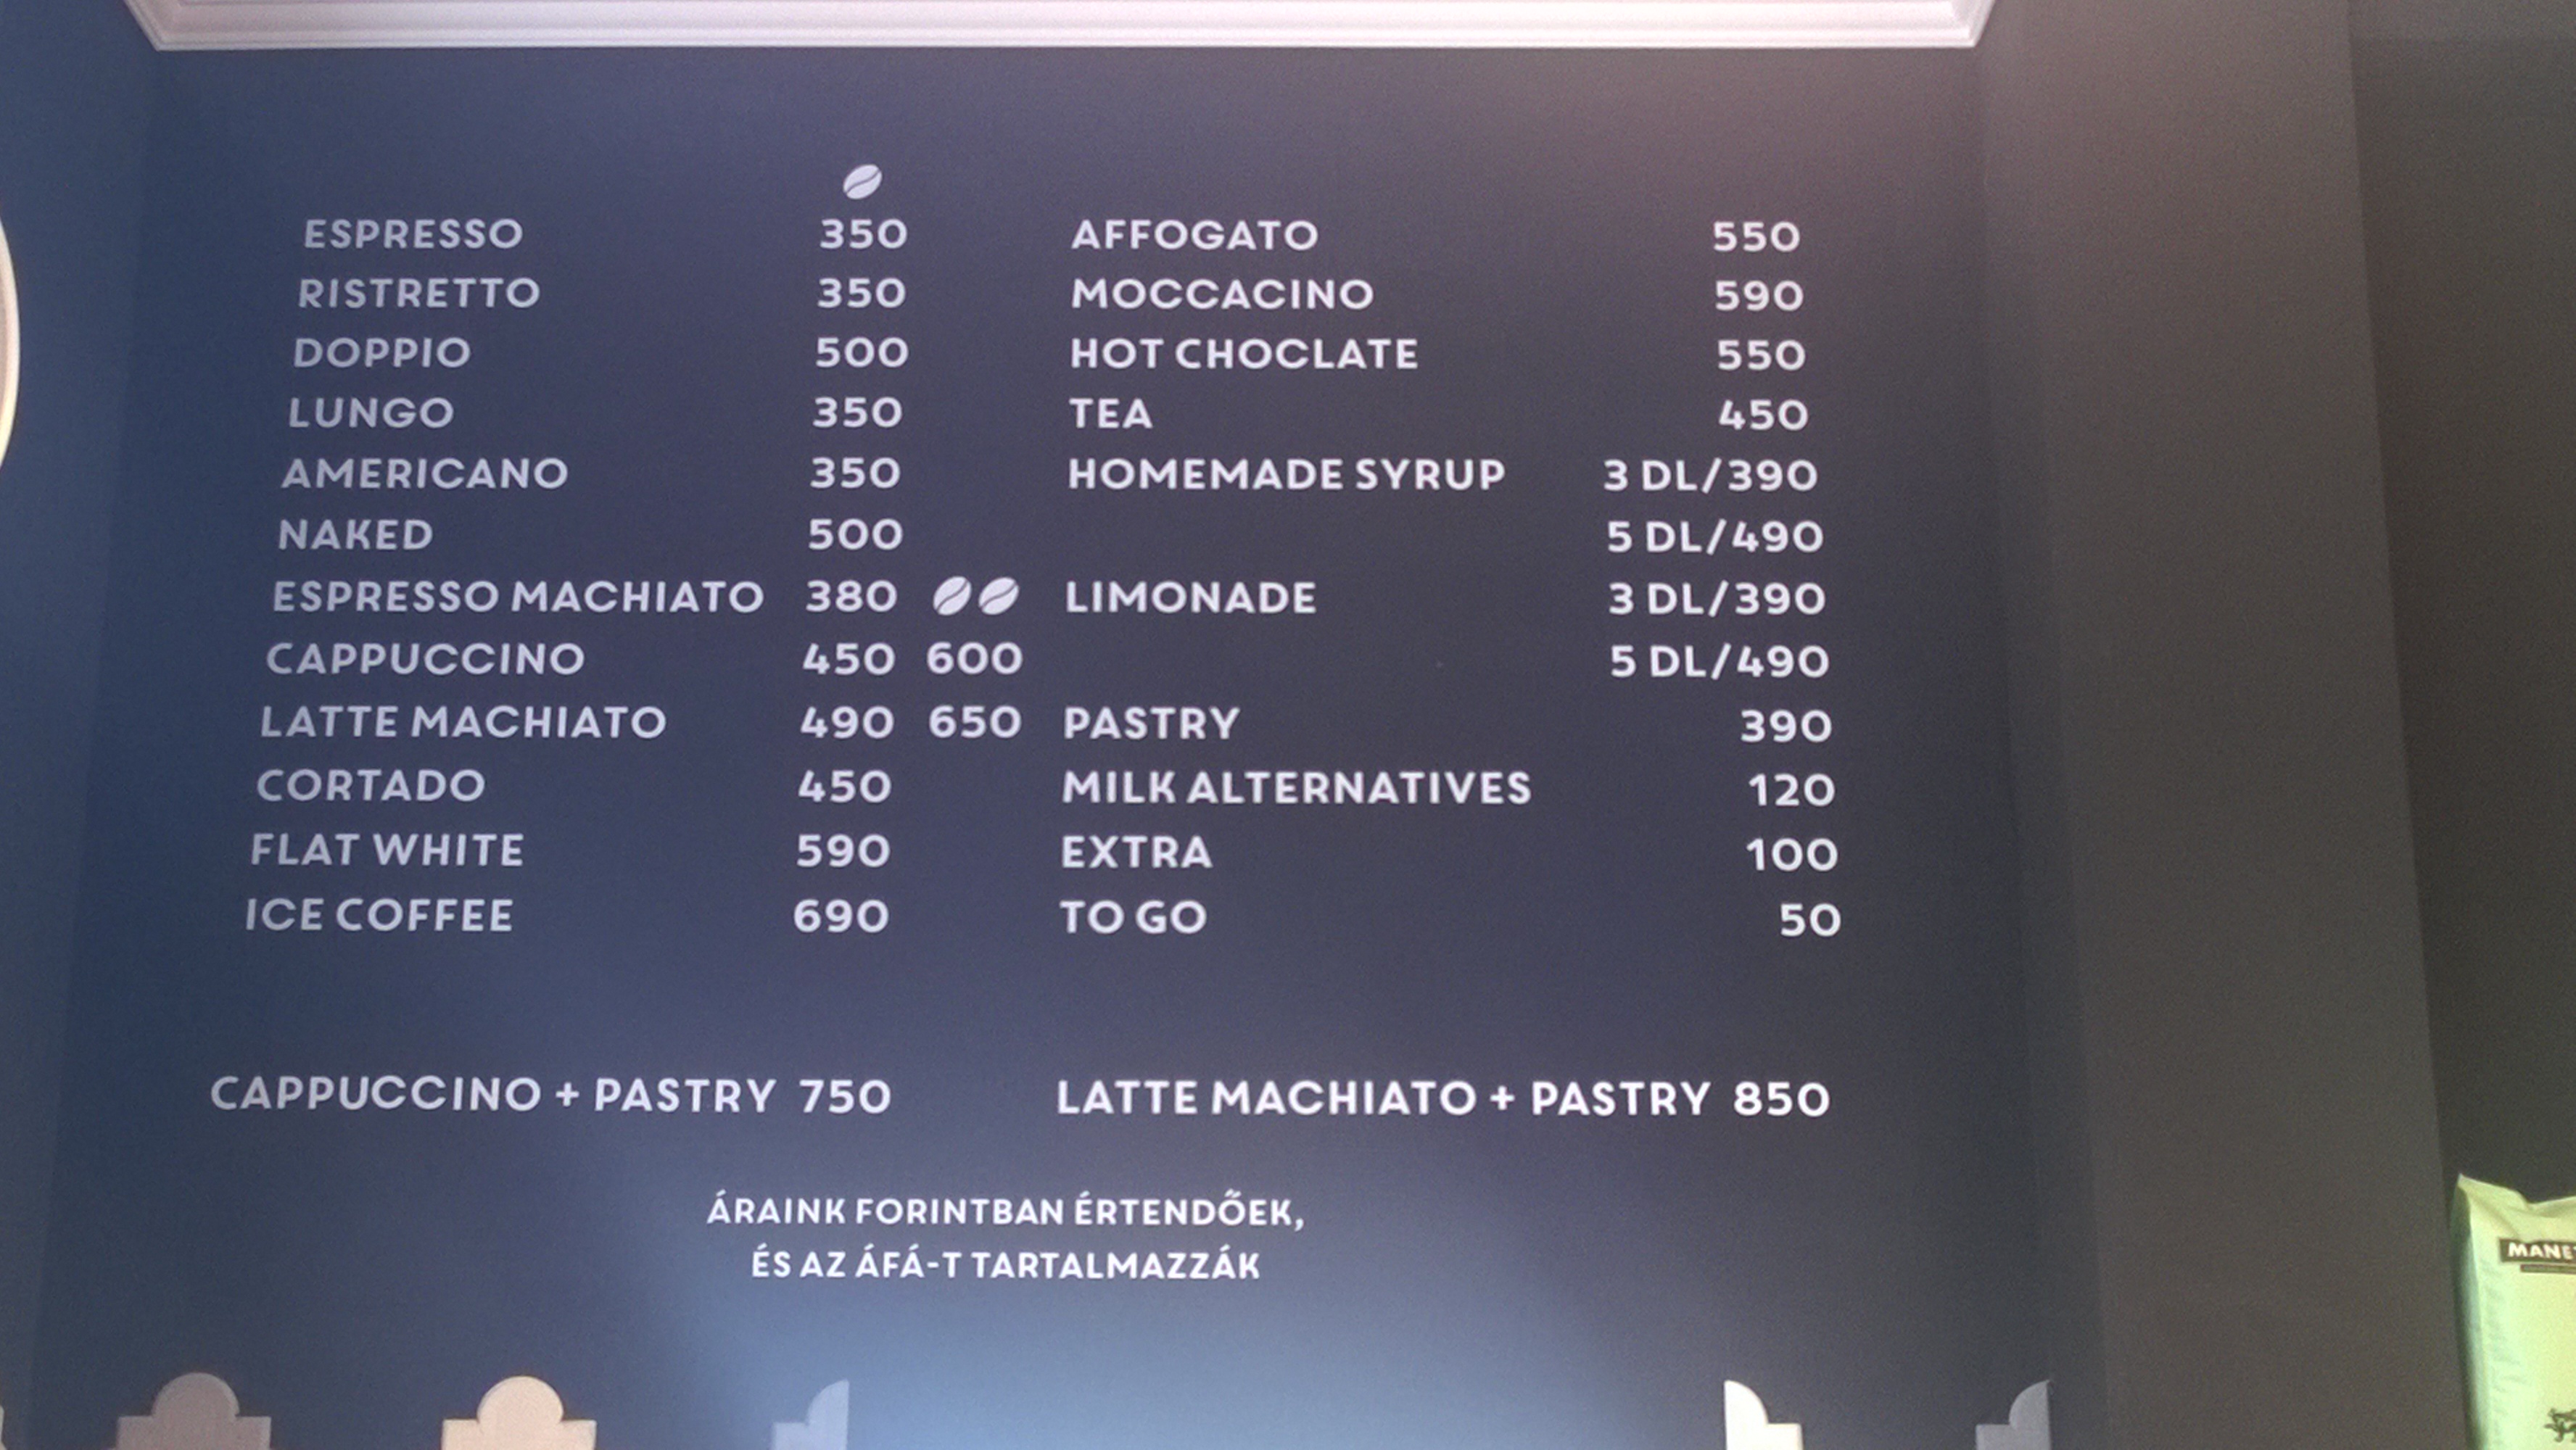 ESPRESSO 350
RISTRETTO 350
DOPPIO 500
LUNGO 350
AMERICANO 350
NAKED 500
ESPRESSO MACHIATO 380
CAPPUCCINO 450 600
LATTE MACHIATO 490 650
CORTADO 450
FLAT WHITE 590
ICE COFFEE 690
AFFOGATO 550
MOCCACINO 590
HOT CHOCLATE 550
TEA 450
HOMEMADE SYRUP 3 DL/390
5 DL/490
LIMONADE 3 DL/390
5 DL/490
PASTRY 390
MILK ALTERNATIVES 120
EXTRA 100
TO GO 50
CAPPUCCINO + PASTRY 750
LATTE MACHIATO + PASTRY 850
ÁRAINK FORINTBAN ÉRTENDŐEK,
ÉS AZ ÁFÁ-T TARTALMAZZÁK